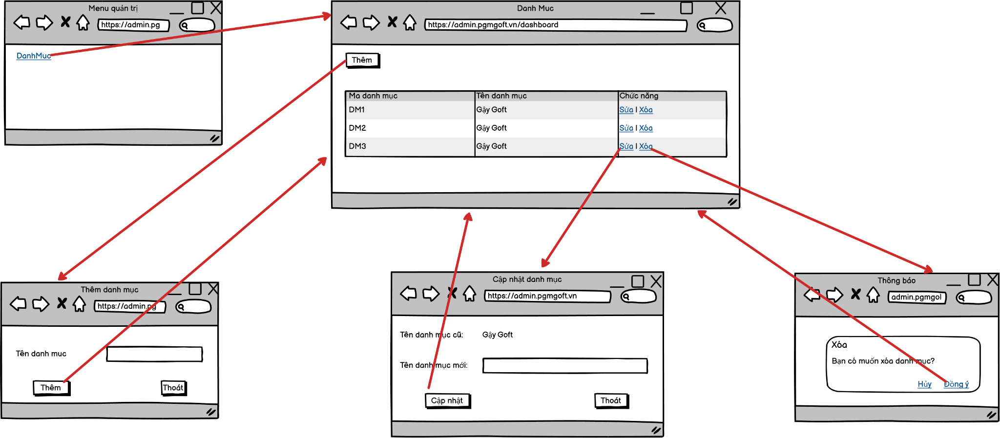 Menu quản trị
https://admin.pg
DanhMuc
Danh Muc
https://admin.pgmgoft.vn/dashboard
Thêm
Ma danh mục Tên danh mục Chức năng
DM1 Gậy Goft Sửa | Xóa
DM2 Gậy Goft Sửa | Xóa
DM3 Gậy Goft Sửa | Xóa
Thêm danh mục
https://admin.pg
Tên danh muc
Thêm Thoát
Cập nhật danh mục
https://admin.pgmgoft.vn
Tên danh mục cũ: Gậy Goft
Tên danh mục mới:
Cập nhật Thoát
Thông báo
admin.pgmgol
Xóa
Bạn có muốn xóa danh mục?
Hủy Đồng ý